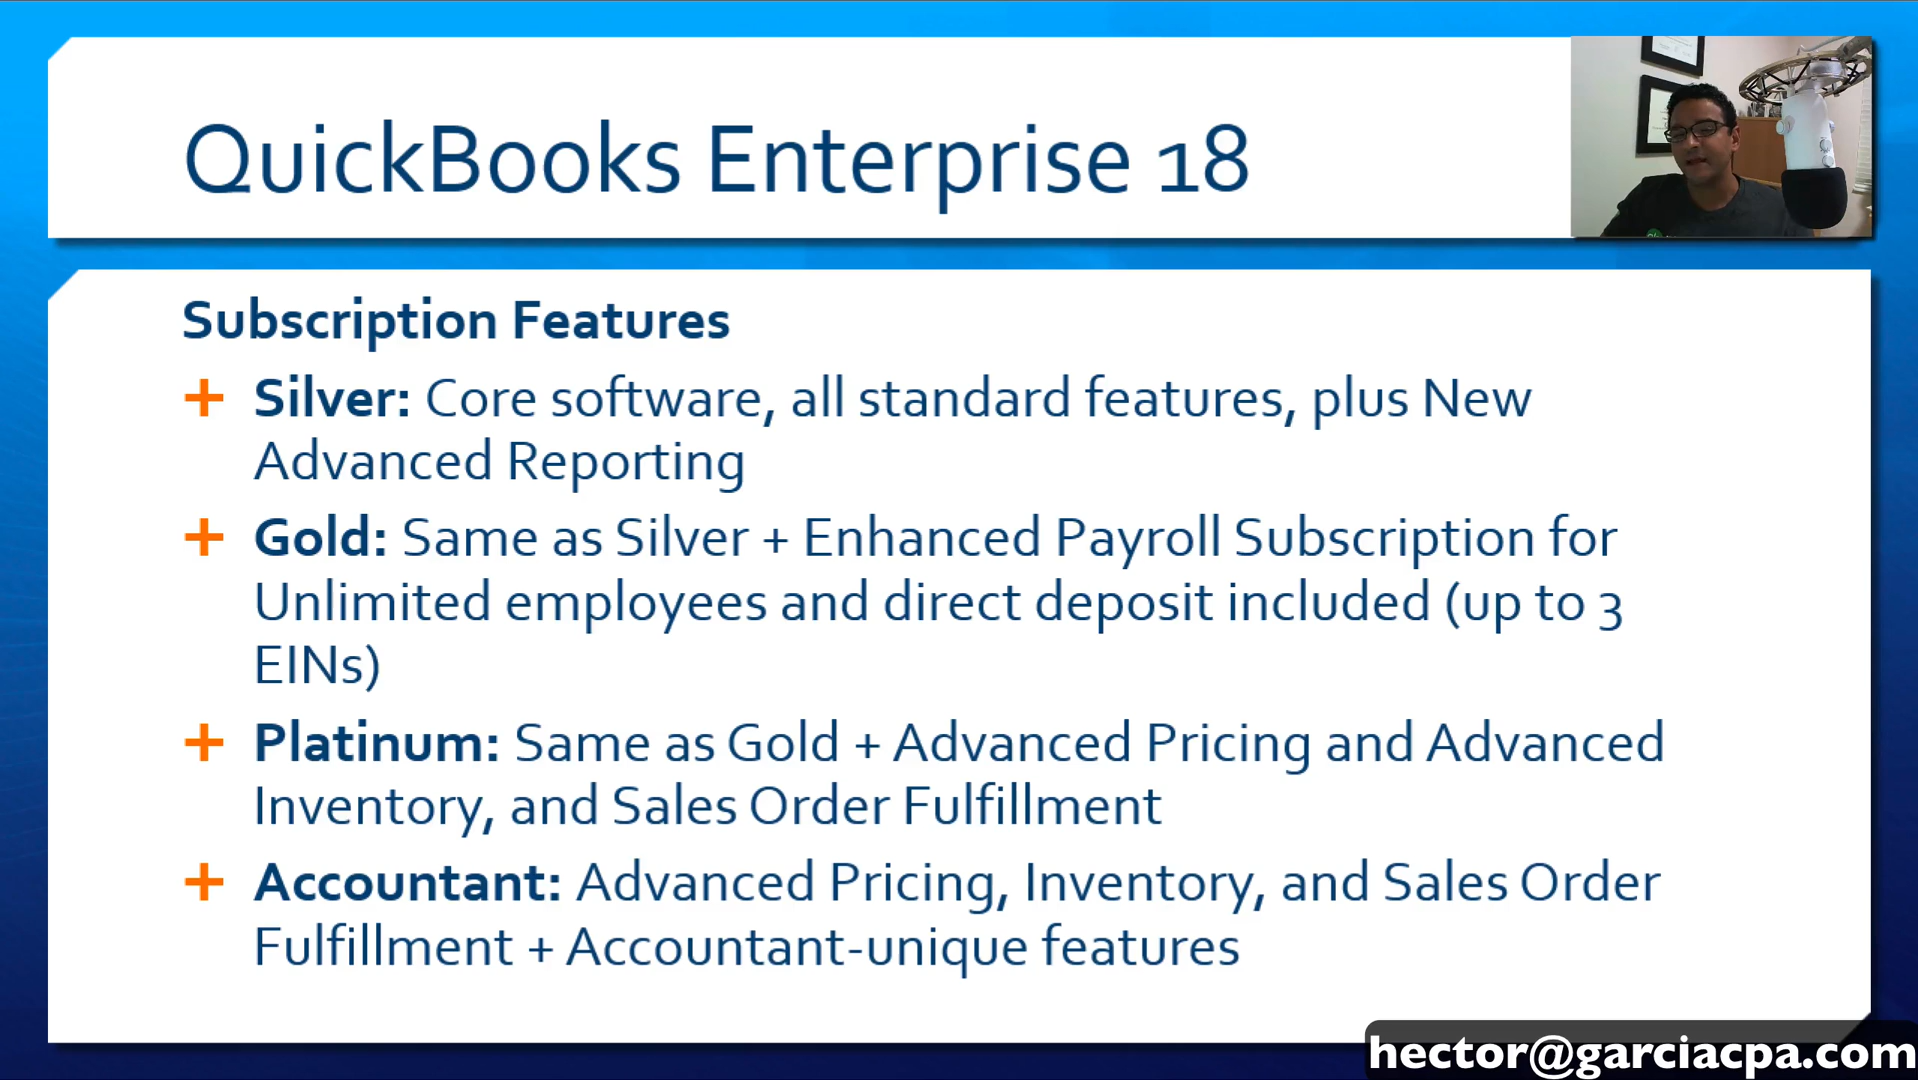 QuickBooks Enterprise 18
Subscription Features
+ Silver: Core software, all standard features, plus New
Advanced Reporting
+ Gold: Same as Silver + Enhanced Payroll Subscription for
Unlimited employees and direct deposit included (up to 3
EINs)
+ Platinum: Same as Gold + Advanced Pricing and Advanced
Inventory, and Sales Order Fulfillment
+ Accountant: Advanced Pricing, Inventory, and Sales Order
Fulfillment + Accountant-unique features
hector@garciacpa.com